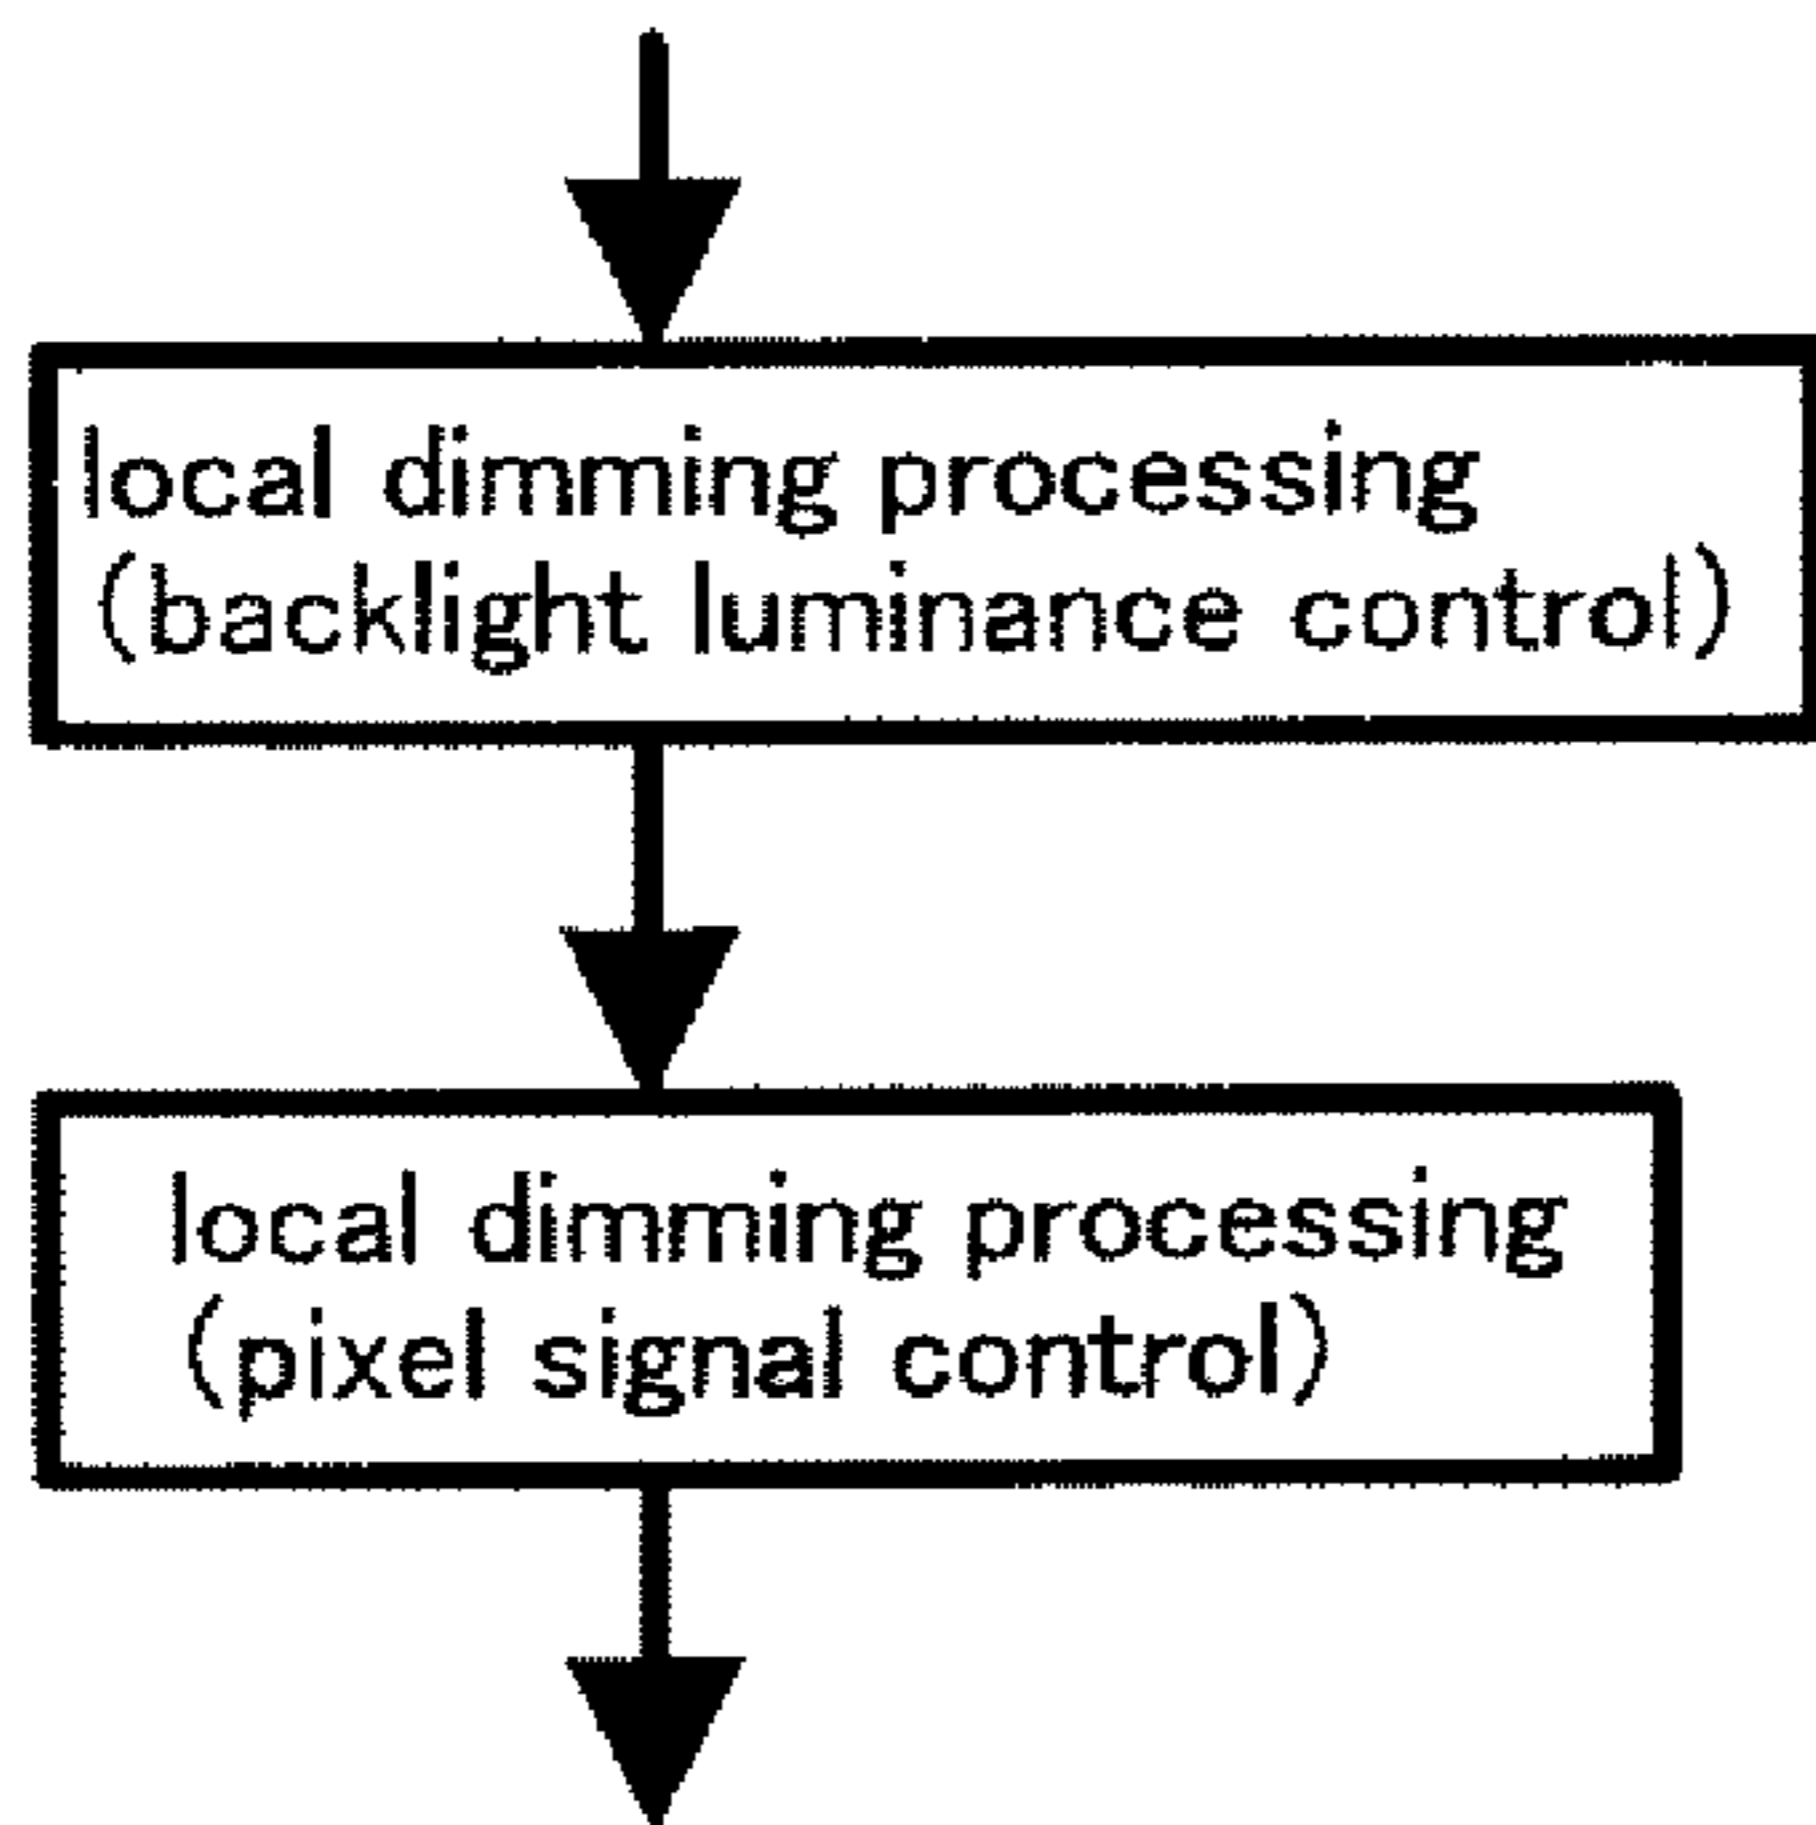 local dimming processing
(backlight luminance control)
local dimming processing
(pixel signal control)